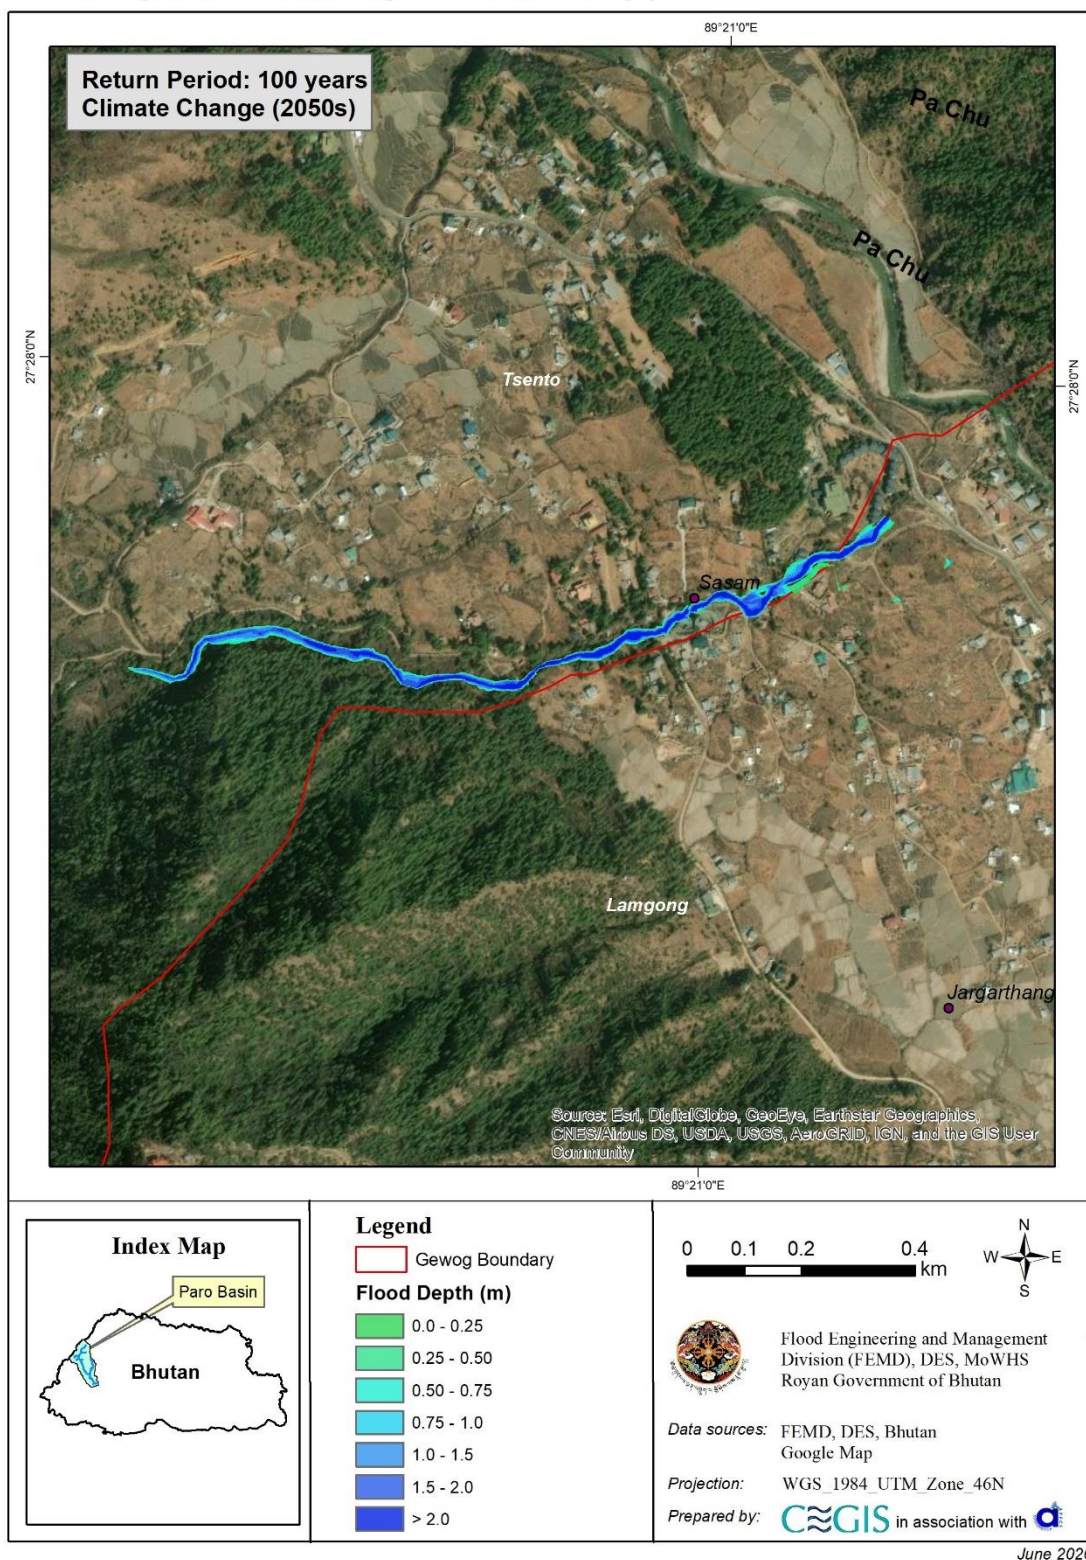 89°21'0"E
Return Period: 100 years
Climate Change (2050s)
Pa Chu
Pa Chu
27°28'0"N
27°28'0"N
Tsento
Sasam
Lamgong
Jargarthang
Source: Esri, DigitalGlobe, GeoEye, Earthstar Geographics,
CNES/Airbus DS, USDA, USGS, AeroGRID, IGN, and the GIS User
Community
89°21'0"E
Index Map
Paro Basin
Bhutan
Legend
Gewog Boundary
Flood Depth (m)
0.0 - 0.25
0.25 - 0.50
0.50 - 0.75
0.75 - 1.0
1.0 - 1.5
1.5 - 2.0
> 2.0
0 0.1 0.2 0.4
km
N
W E
S
Flood Engineering and Management
Division (FEMD), DES, MoWHS
Royan Government of Bhutan
Data sources: FEMD, DES, Bhutan
Google Map
Projection: WGS_1984_UTM_Zone_46N
Prepared by: CEGIS in association with
June 2020